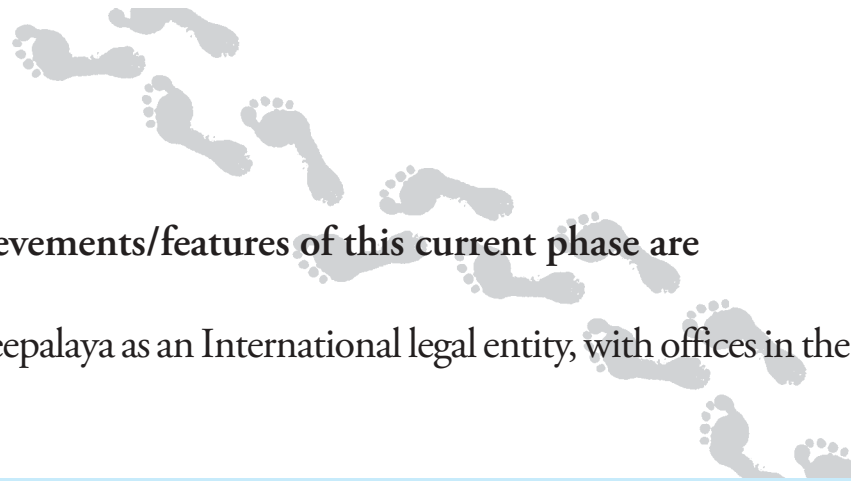 evements/features of this current phase are
eepalaya as an International legal entity, with offices in the